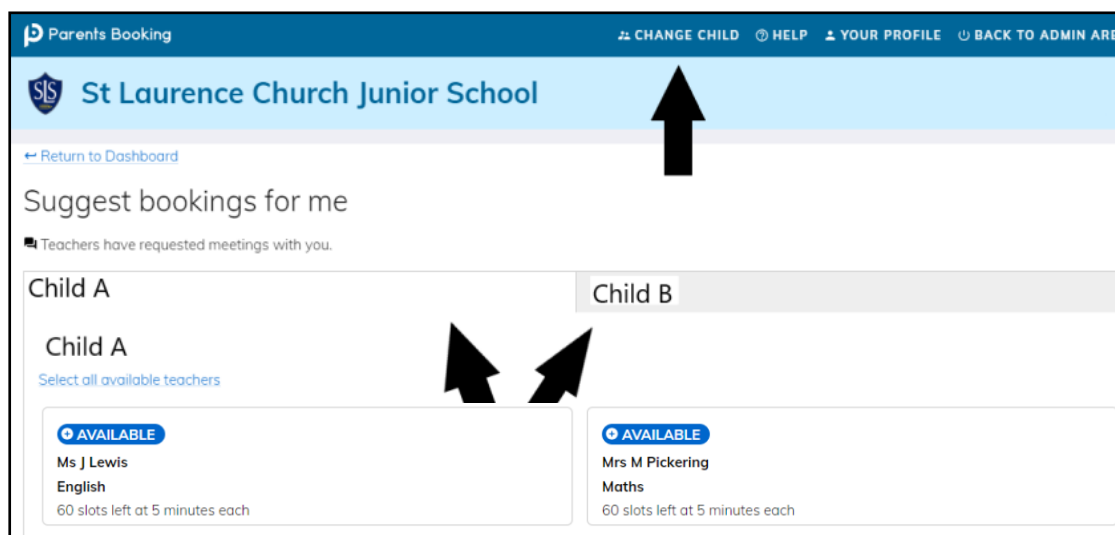 Parents Booking
CHANGE CHILD HELP YOUR PROFILE BACK TO ADMIN ARE
SLS St Laurence Church Junior School
Return to Dashboard
Suggest bookings for me
Teachers have requested meetings with you.
Child A Child B
Child A
Select all available teachers
AVAILABLE
Ms J Lewis
English
60 slots left at 5 minutes each
AVAILABLE
Mrs M Pickering
Maths
60 slots left at 5 minutes each